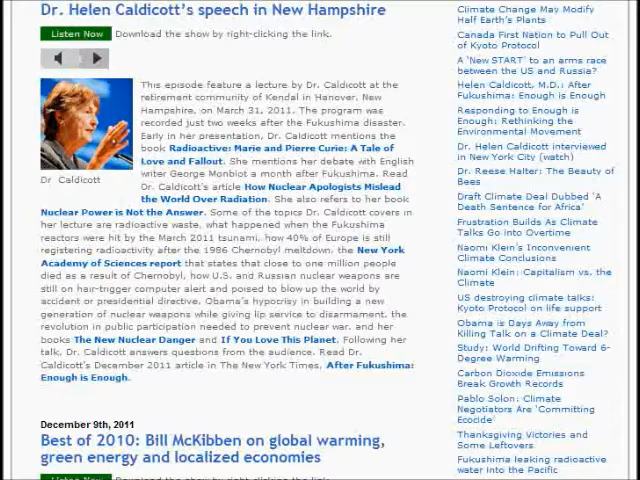 Dr. Helen Caldicott's speech in New Hampshire
Listen Now Download the show by right-clicking the link.
This episode feature a lecture by Dr. Caldicott at the
retirement community of Kendal in Hanover, New
Hampshire, on March 31, 2011. The program was
recorded just two weeks after the Fukushima disaster.
Early in her presentation, Dr. Caldicott mentions the
book Radioactive: Marie and Pierre Curie: A Tale of
Love and Fallout. She mentions her debate with English
writer George Monbiot a month after Fukushima. Read
Dr. Caldicott's article How Nuclear Apologists Mislead
the World Over Radiation. She also refers to her book
Dr Caldicott
Nuclear Power is Not the Answer. Some of the topics Dr. Caldicott covers in
her lecture are radioactive waste, what happened when the Fukushima
reactors were hit by the March 2011 tsunami, how 40% of Europe is still
registering radioactivity after the 1986 Chernobyl meltdown, the New York
Academy of Sciences report that states that close to one million people
died as a result of Chernobyl, how U.S. and Russian nuclear weapons are
still on hair-trigger computer alert and poised to blow up the world by
accident or presidential directive, Obama's hypocrisy in building a new
generation of nuclear weapons while giving lip service to disarmament, the
revolution in public participation needed to prevent nuclear war, and her
books The New Nuclear Danger and If You Love This Planet. Following her
talk, Dr. Caldicott answers questions from the audience. Read Dr.
Caldicott's December 2011 article in The New York Times, After Fukushima:
Enough is Enough.
December 9th, 2011
Best of 2010: Bill McKibben on global warming,
green energy and localized economies
Listen Now Download the show by right-clicking the link.
Climate Change May Modify
Half Earth's Plants
Canada First Nation to Pull Out
of Kyoto Protocol
A 'New START' to an arms race
between the US and Russia?
Helen Caldicott, M.D.: After
Fukushima: Enough is Enough
Responding to Enough is
Enough: Rethinking the
Environmental Movement
Dr. Helen Caldicott interviewed
in New York City (watch)
Dr. Reese Halter: The Beauty of
Bees
Draft Climate Deal Dubbed 'A
Death Sentence for Africa'
Frustration Builds As Climate
Talks Go into Overtime
Naomi Klein's Inconvenient
Climate Conclusions
Naomi Klein: Capitalism vs. the
Climate
US destroying climate talks:
Kyoto Protocol on life support
Obama is Days Away from
Killing Talk on a Climate Deal?
Study: World Drifting Toward 6-
Degree Warming
Carbon Dioxide Emissions
Break Growth Records
Pablo Solon: Climate
Negotiators Are 'Committing
Ecocide'
Thanksgiving Victories and
Some Leftovers
Fukushima leaking radioactive
water into the Pacific